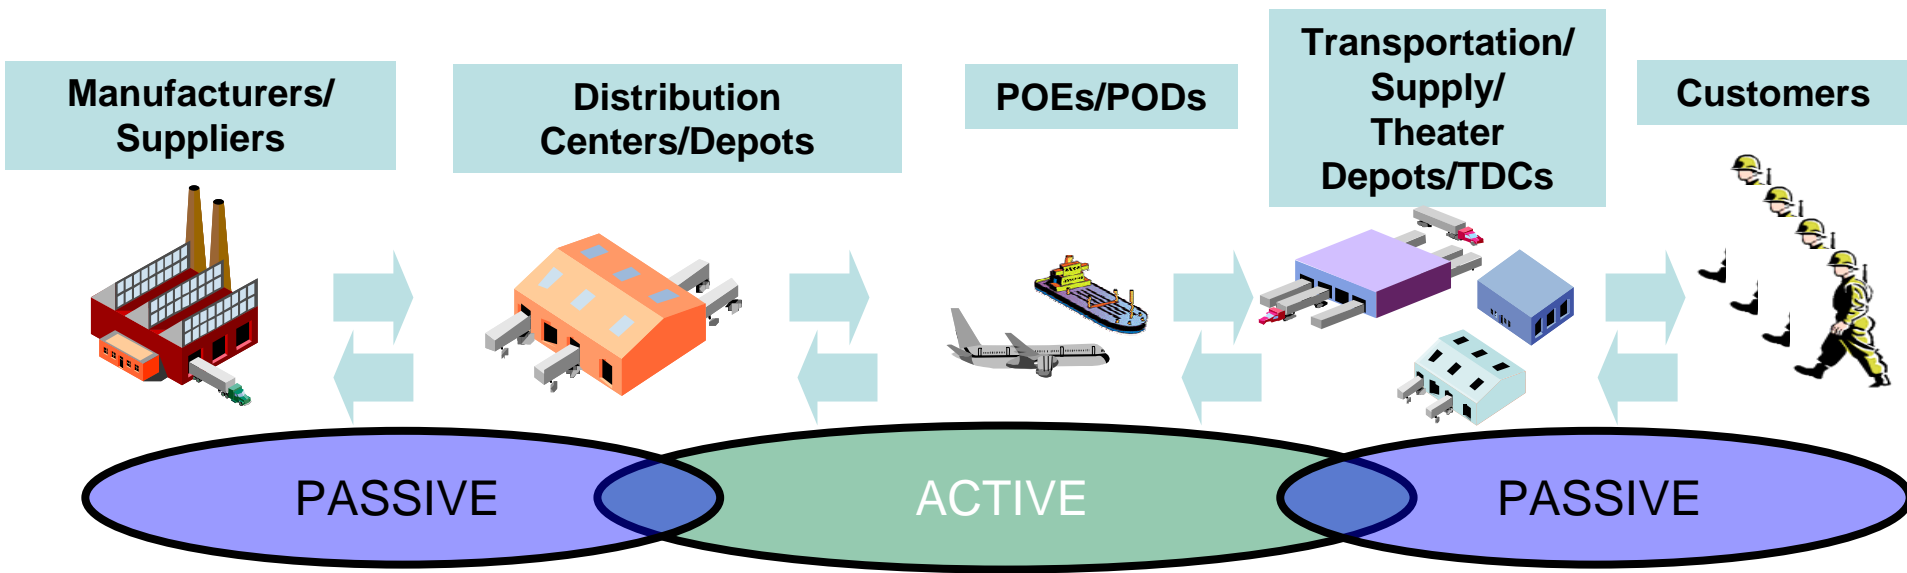 Manufacturers/
Suppliers
Distribution
Centers/Depots
POEs/PODs
Transportation/
Supply/
Theater
Depots/TDCs
Customers
PASSIVE
ACTIVE
PASSIVE